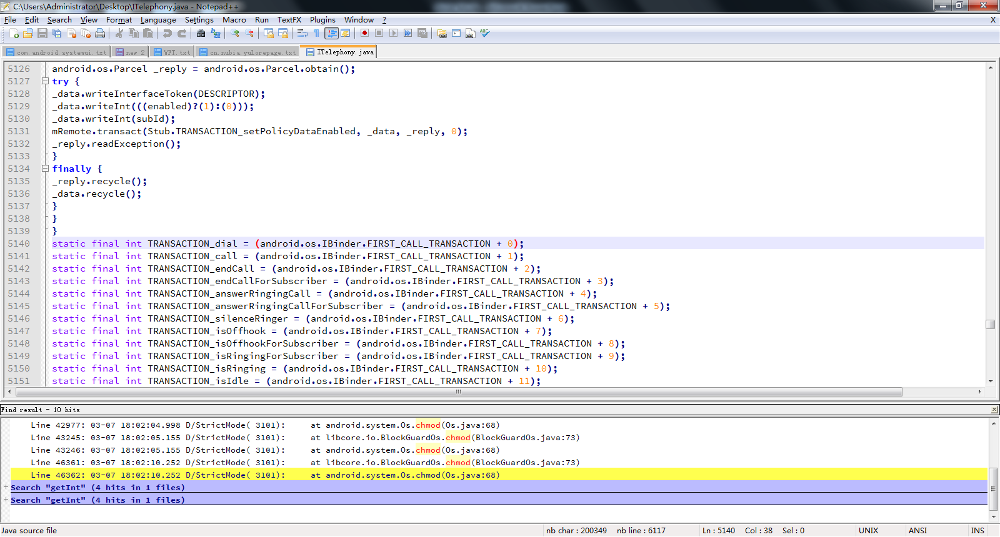 C:\Users\Administrator\Desktop\ITelephony.java - Notepad++
File Edit Search View Format Language Settings Macro Run TextFX Plugins Window ? X
com.android.systemui.txt new 2 WFT.txt cn.nubia.yulorepage.txt ITelephony.java
5126 android.os.Parcel _reply = android.os.Parcel.obtain();
5127 try {
5128 _data.writeInterfaceToken(DESCRIPTOR);
5129 _data.writeInt(((enabled)?(1):(0)));
5130 _data.writeInt(subId);
5131 mRemote.transact(Stub.TRANSACTION_setPolicyDataEnabled, _data, _reply, 0);
5132 _reply.readException();
5133 }
5134 finally {
5135 _reply.recycle();
5136 _data.recycle();
5137 }
5138 }
5139 }
5140 static final int TRANSACTION_dial = (android.os.IBinder.FIRST_CALL_TRANSACTION + 0);
5141 static final int TRANSACTION_call = (android.os.IBinder.FIRST_CALL_TRANSACTION + 1);
5142 static final int TRANSACTION_endCall = (android.os.IBinder.FIRST_CALL_TRANSACTION + 2);
5143 static final int TRANSACTION_endCallForSubscriber = (android.os.IBinder.FIRST_CALL_TRANSACTION + 3);
5144 static final int TRANSACTION_answerRingingCall = (android.os.IBinder.FIRST_CALL_TRANSACTION + 4);
5145 static final int TRANSACTION_answerRingingCallForSubscriber = (android.os.IBinder.FIRST_CALL_TRANSACTION + 5);
5146 static final int TRANSACTION_silenceRinger = (android.os.IBinder.FIRST_CALL_TRANSACTION + 6);
5147 static final int TRANSACTION_isOffhook = (android.os.IBinder.FIRST_CALL_TRANSACTION + 7);
5148 static final int TRANSACTION_isOffhookForSubscriber = (android.os.IBinder.FIRST_CALL_TRANSACTION + 8);
5149 static final int TRANSACTION_isRingingForSubscriber = (android.os.IBinder.FIRST_CALL_TRANSACTION + 9);
5150 static final int TRANSACTION_isRinging = (android.os.IBinder.FIRST_CALL_TRANSACTION + 10);
5151 static final int TRANSACTION_isIdle = (android.os.IBinder.FIRST_CALL_TRANSACTION + 11);
Find result - 10 hits
Line 42977: 03-07 18:02:04.998 D/StrictMode( 3101): at android.system.Os.chmod(Os.java:68)
Line 43245: 03-07 18:02:05.155 D/StrictMode( 3101): at libcore.io.BlockGuardOs.chmod(BlockGuardOs.java:73)
Line 43246: 03-07 18:02:05.155 D/StrictMode( 3101): at android.system.Os.chmod(Os.java:68)
Line 46361: 03-07 18:02:10.252 D/StrictMode( 3101): at libcore.io.BlockGuardOs.chmod(BlockGuardOs.java:73)
Line 46362: 03-07 18:02:10.252 D/StrictMode( 3101): at android.system.Os.chmod(Os.java:68)
Search "getInt" (4 hits in 1 files)
Search "getInt" (4 hits in 1 files)
Java source file nb char : 200349 nb line : 6117 Ln : 5140 Col : 38 Sel : 0 UNIX ANSI INS